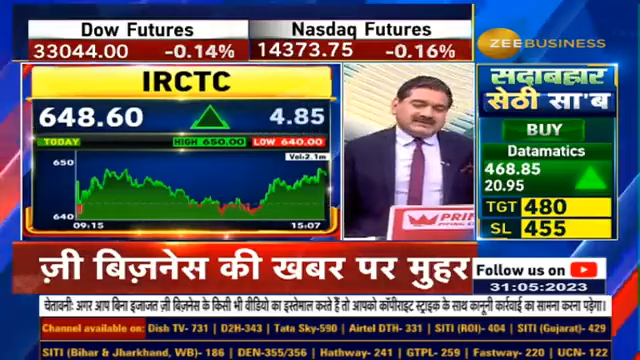 Dow Futures
33044.00 -0.14%
Nasdaq Futures
14373.75 -0.16%
ZEEBUSINESS
IRCTC
648.60 4.85
TODAY HIGH 650.00 LOW 640.00
Vol:2.1m
650
640
09:15 15:07
PRIN
सदाबहार
सेठी सा'ब
BUY
Datamatics
468.85
20.95
TGT 480
SL 455
ज़ी बिज़नेस की खबर पर मुहर
Follow us on
31:05:2023
चेतावनी: अगर आप बिना इजाजत ज़ी बिज़नेस के किसी भी वीडियो का इस्तेमाल करते हैं तो आपको कॉपीराइट स्ट्राइक के साथ कानूनी कार्रवाई का सामना करना पड़ेगा।
Channel available on: Dish TV- 731 | D2H-343 | Tata Sky-590 | Airtel DTH- 331 | SITI (ROI) - 404 | SITI (Gujarat) - 429
SITI (Bihar & Jharkhand, WB) -186 | DEN-355/356 | Hathway-241 | GTPL-259 | Fastway-220 | UCN-122